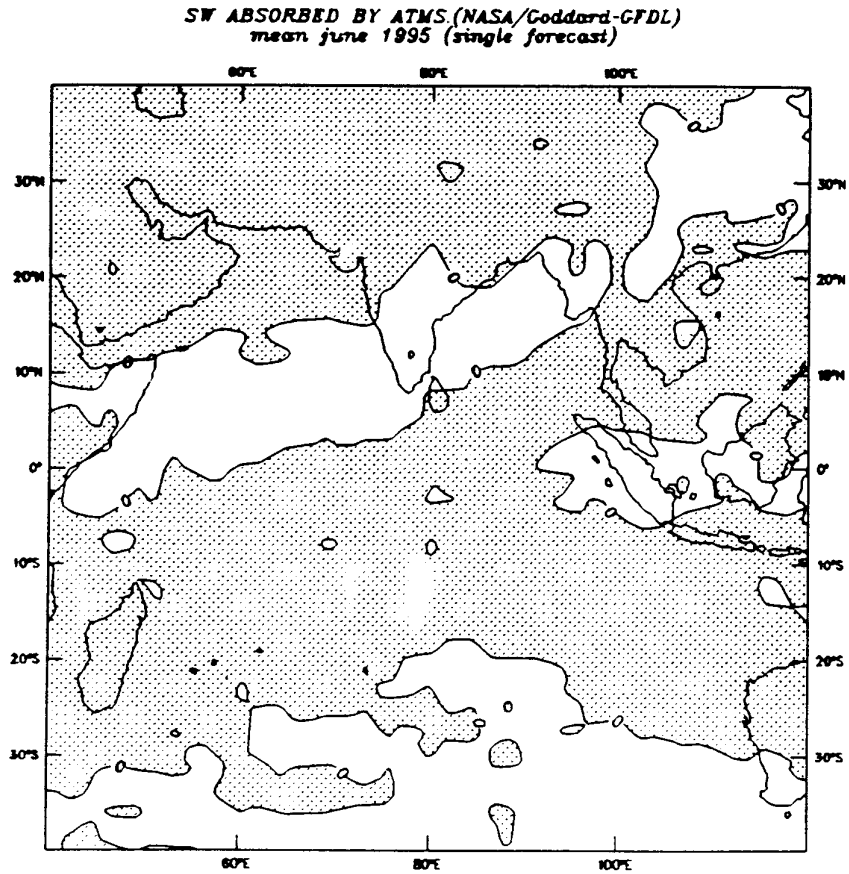 SW ABSORBED BY ATMS.(NASA/Goddard-GFDL)
mean june 1995 (single forecast)
60°E 80°E 100°E
30°N 30°N
20°N 20°N
10°N 10°N
0° 0°
10°S 10°S
20°S 20°S
30°S 30°S
60°E 80°E 100°E